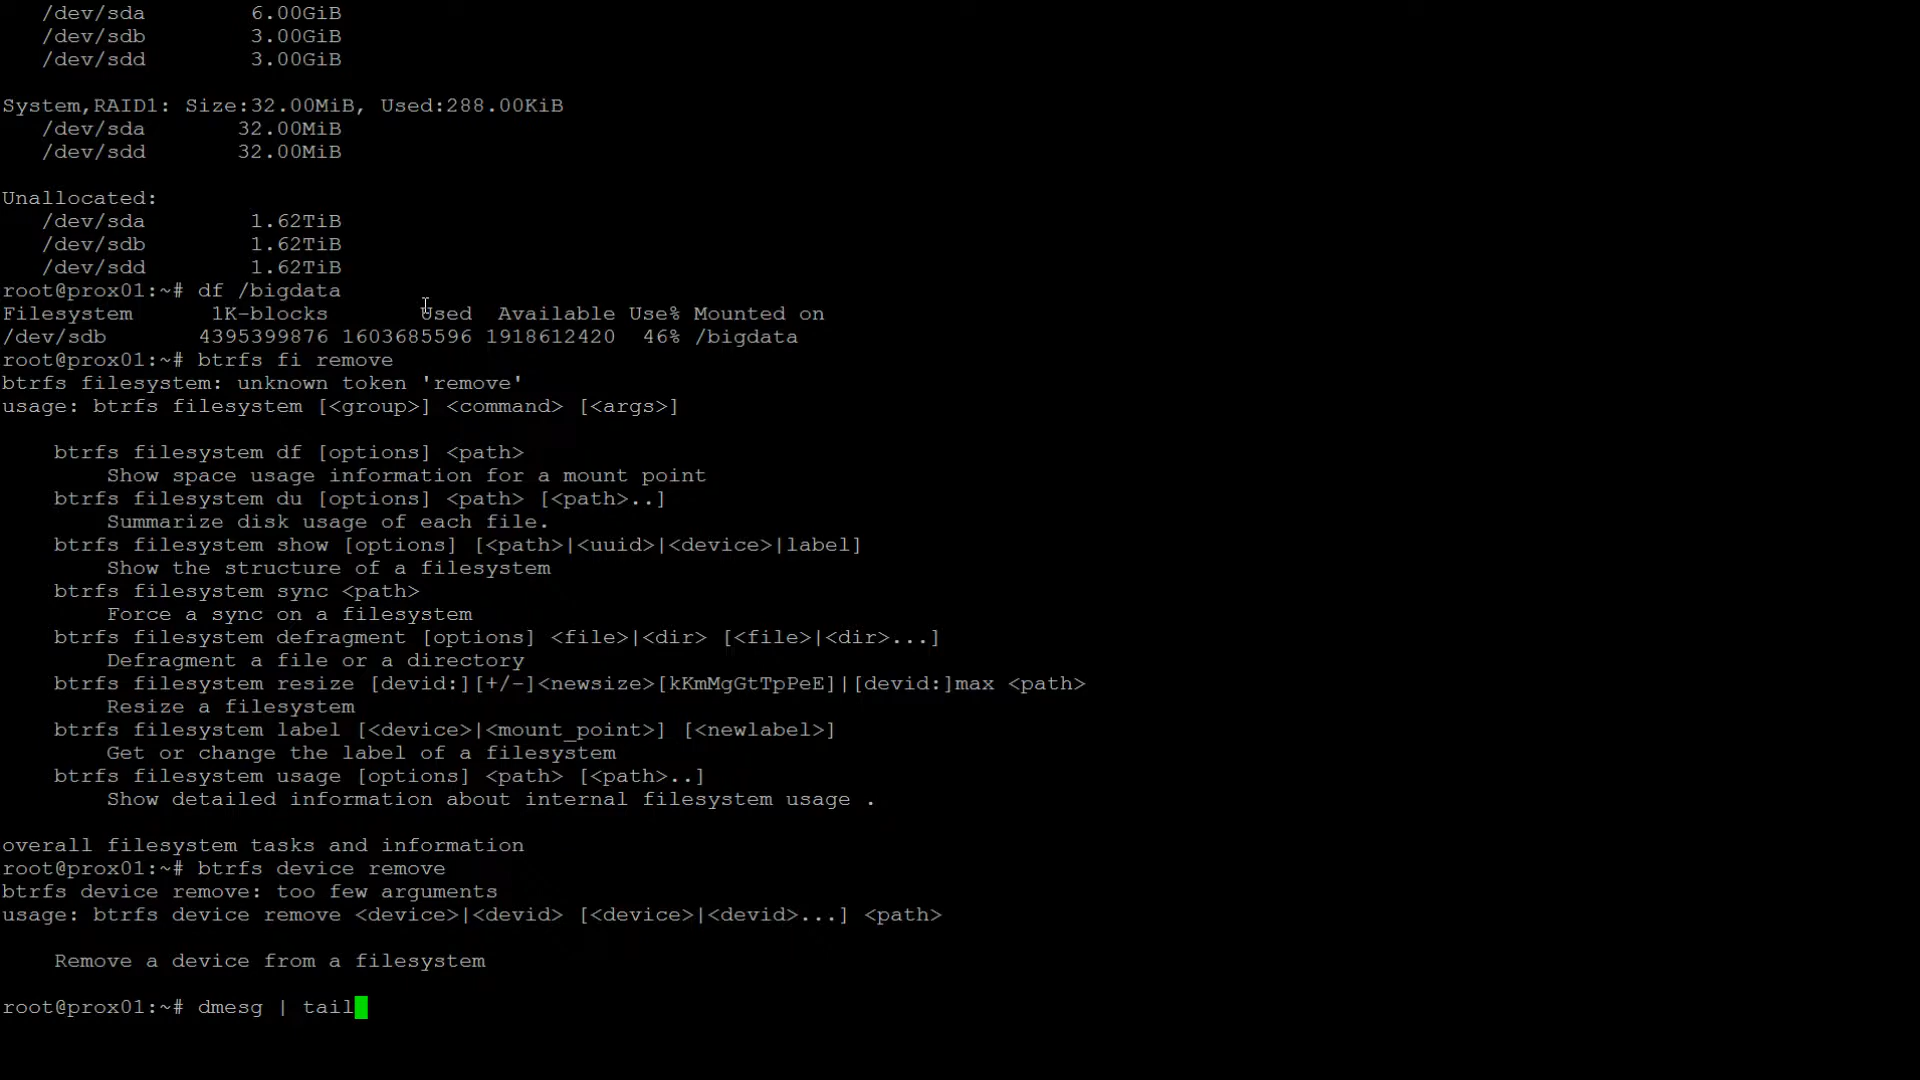 /dev/sda 6.00GiB
/dev/sdb 3.00GiB
/dev/sdd 3.00GiB
System,RAID1: Size:32.00MiB, Used:288.00KiB
/dev/sda 32.00MiB
/dev/sdd 32.00MiB
Unallocated:
/dev/sda 1.62TiB
/dev/sdb 1.62TiB
/dev/sdd 1.62TiB
root@prox01:~# df /bigdata
Filesystem 1K-blocks Used Available Use% Mounted on
/dev/sdb 4395399876 1603685596 1918612420 46% /bigdata
root@prox01:~# btrfs fi remove
btrfs filesystem: unknown token 'remove'
usage: btrfs filesystem [<group>] <command> [<args>]
btrfs filesystem df [options] <path>
Show space usage information for a mount point
btrfs filesystem du [options] <path> [<path>..]
Summarize disk usage of each file.
btrfs filesystem show [options] [<path>|<uuid>|<device>|label]
Show the structure of a filesystem
btrfs filesystem sync <path>
Force a sync on a filesystem
btrfs filesystem defragment [options] <file>|<dir> [<file>|<dir>...]
Defragment a file or a directory
btrfs filesystem resize [devid:][+/-]<newsize>[kKmMgGtTpPeE]|[devid:]max <path>
Resize a filesystem
btrfs filesystem label [<device>|<mount_point>] [<newlabel>]
Get or change the label of a filesystem
btrfs filesystem usage [options] <path> [<path>..]
Show detailed information about internal filesystem usage .
overall filesystem tasks and information
root@prox01:~# btrfs device remove
btrfs device remove: too few arguments
usage: btrfs device remove <device>|<devid> [<device>|<devid>...] <path>
Remove a device from a filesystem
root@prox01:~# dmesg | tail